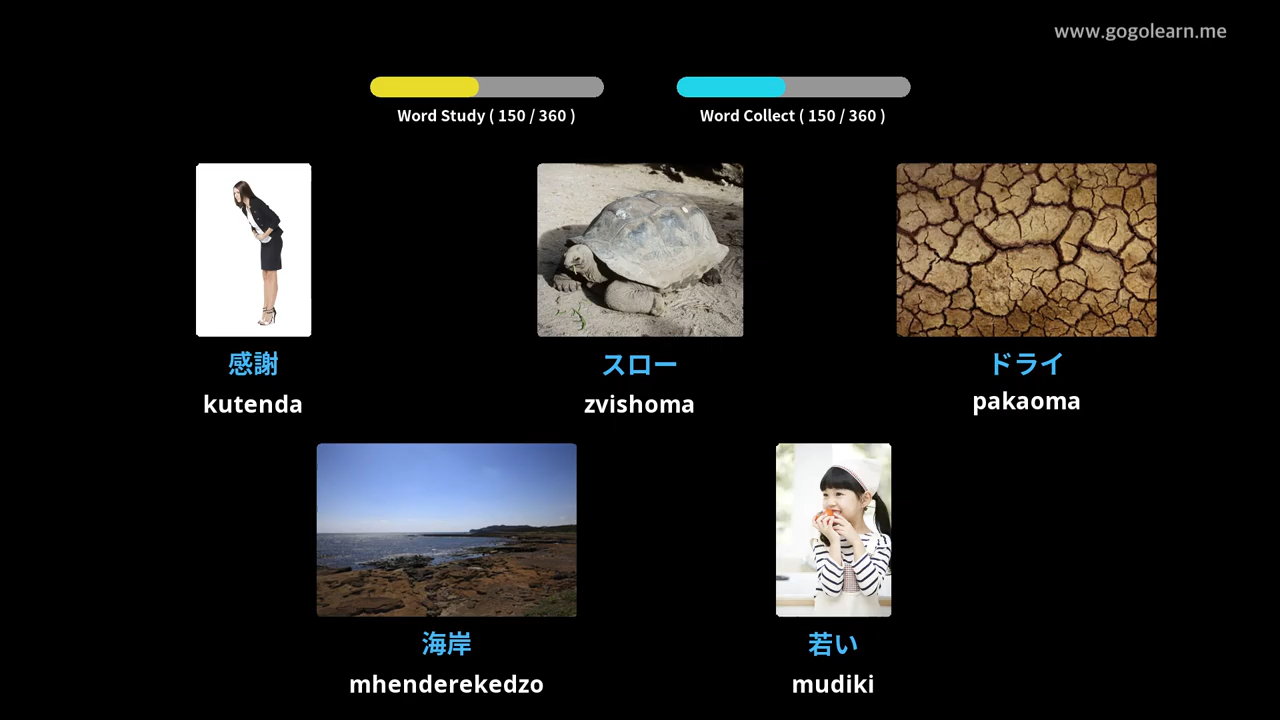 www.gogolearn.me
Word Study ( 150 / 360 )
Word Collect ( 150 / 360 )
感謝
kutenda
スロー
zvishoma
ドライ
pakaoma
海岸
mhenderekedzo
若い
mudiki